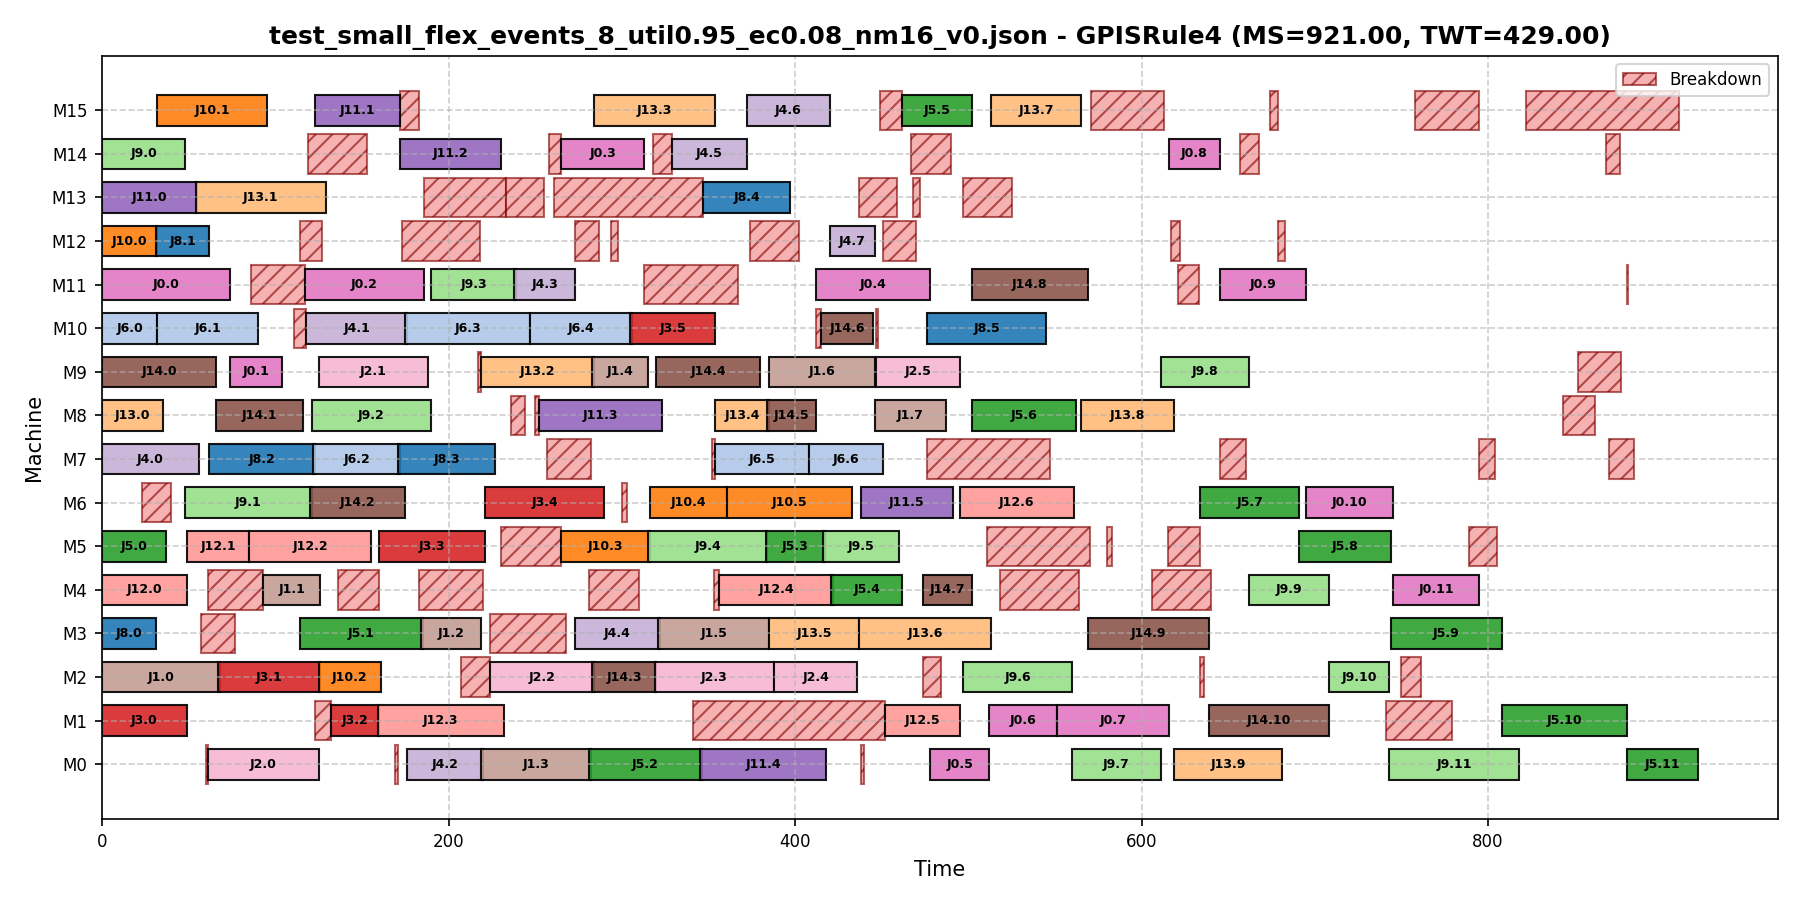 test_small_flex_events_8_util0.95_ec0.08_nm16_v0.json - GPISRule4 (MS=921.00, TWT=429.00)
Breakdown
Machine
M15 J10.1 J11.1 J13.3 J4.6 J5.5 J13.7
M14 J9.0 J11.2 J0.3 J4.5 J0.8
M13 J11.0 J13.1 J8.4
M12 J10.0 J8.1 J4.7
M11 J0.0 J0.2 J9.3 J4.3 J0.4 J14.8 J0.9
M10 J6.0 J6.1 J4.1 J6.3 J6.4 J3.5 J14.6 J8.5
M9 J14.0 J0.1 J2.1 J13.2 J1.4 J14.4 J1.6 J2.5 J9.8
M8 J13.0 J14.1 J9.2 J11.3 J13.4 J14.5 J1.7 J5.6 J13.8
M7 J4.0 J8.2 J6.2 J8.3 J6.5 J6.6
M6 J9.1 J14.2 J3.4 J10.4 J10.5 J11.5 J12.6 J5.7 J0.10
M5 J5.0 J12.1 J12.2 J3.3 J10.3 J9.4 J5.3 J9.5 J5.8
M4 J12.0 J1.1 J12.4 J5.4 J14.7 J9.9 J0.11
M3 J8.0 J5.1 J1.2 J4.4 J1.5 J13.5 J13.6 J14.9 J5.9
M2 J1.0 J3.1 J10.2 J2.2 J14.3 J2.3 J2.4 J9.6 J9.10
M1 J3.0 J3.2 J12.3 J12.5 J0.6 J0.7 J14.10 J5.10
M0 J2.0 J4.2 J1.3 J5.2 J11.4 J0.5 J9.7 J13.9 J9.11 J5.11
0 200 400 600 800
Time